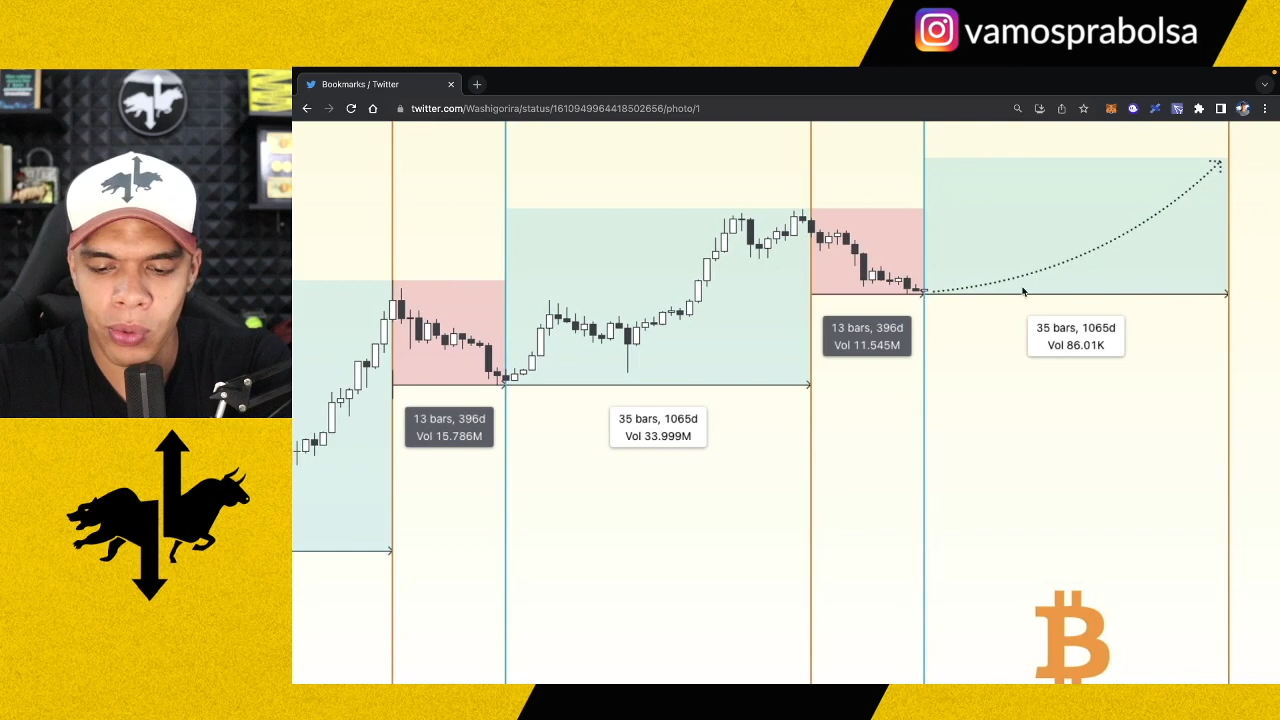 vamosprabolsa
Bookmarks / Twitter
twitter.com/Washigorira/status/1610949964418502656/photo/1
13 bars, 396d
Vol 11.545M
35 bars, 1065d
Vol 86.01K
13 bars, 396d
Vol 15.786M
35 bars, 1065d
Vol 33.999M